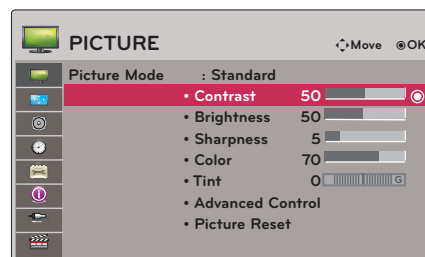 PICTURE Move OK
Picture Mode : Standard
• Contrast 50
• Brightness 50
• Sharpness 5
• Color 70
• Tint 0 G
• Advanced Control
• Picture Reset